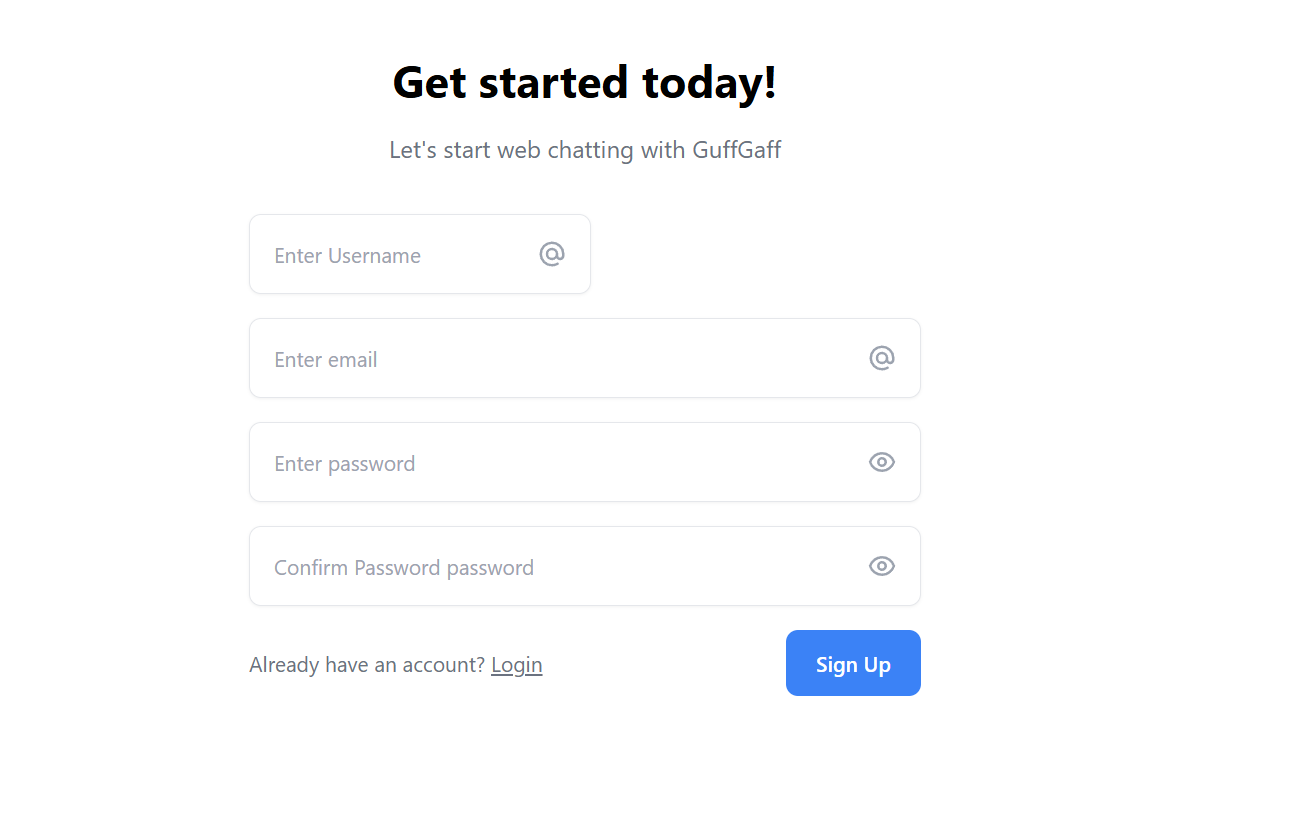 Get started today!
Let's start web chatting with GuffGaff
Enter Username
Enter email
Enter password
Confirm Password password
Already have an account? Login
Sign Up